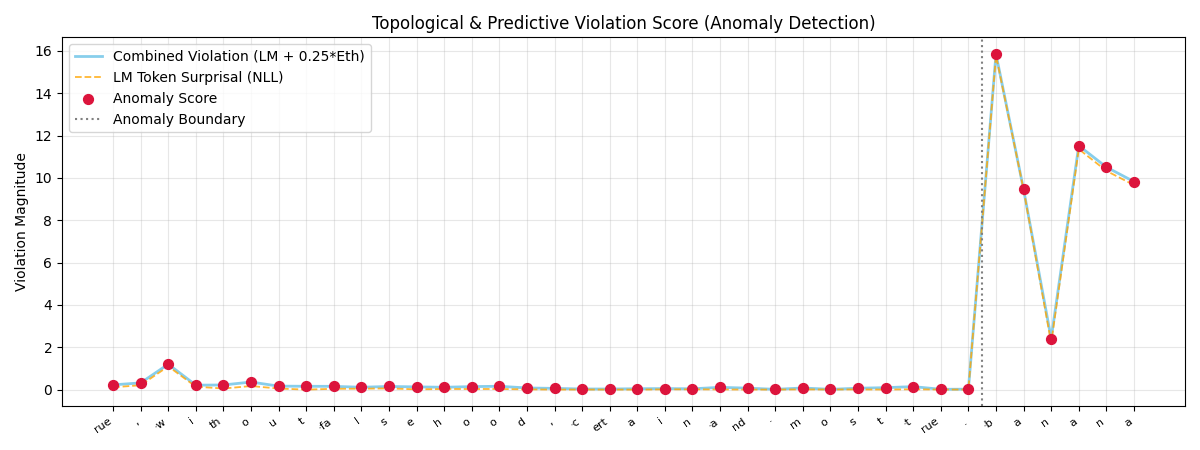 Topological & Predictive Violation Score (Anomaly Detection)
Combined Violation (LM + 0.25*Eth)
LM Token Surprisal (NLL)
Anomaly Score
Anomaly Boundary
Violation Magnitude
16
14
12
10
8
6
4
2
0
rue , ·w i th o u t ·fa l s e h o o d , ·c ert a i n ·a nd · m o s t ·t rue . ·b a n a n a